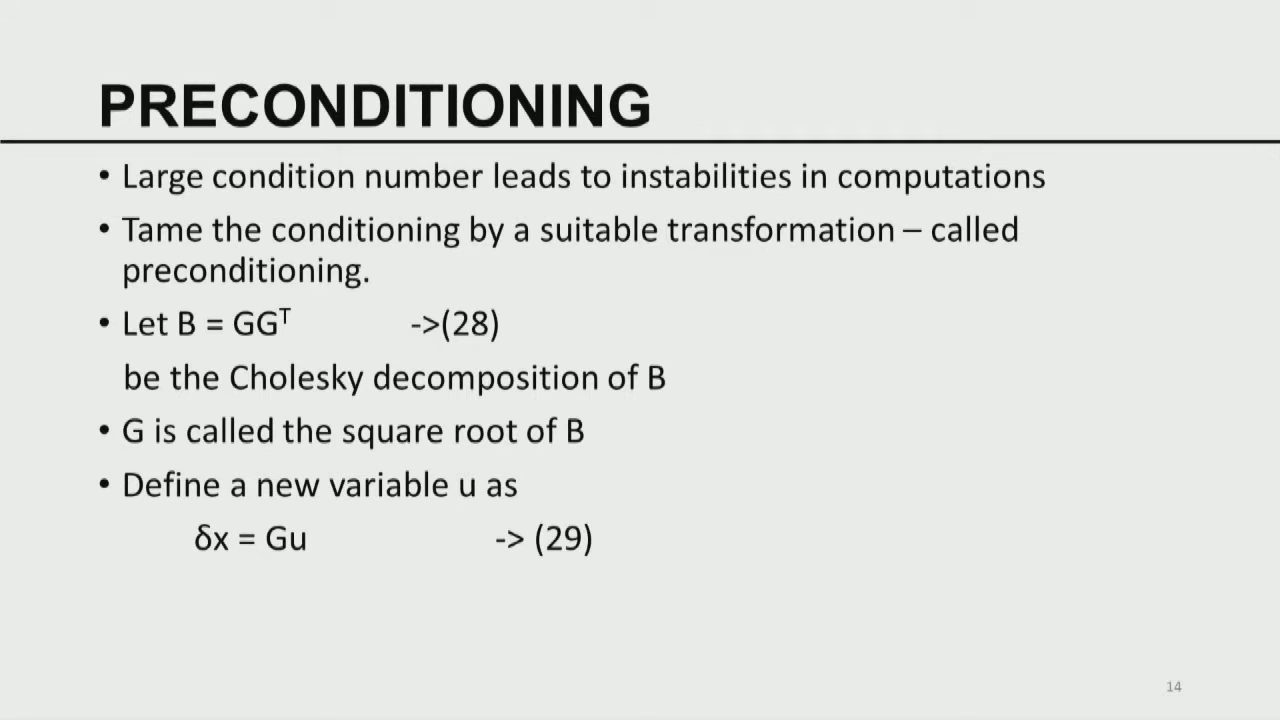 PRECONDITIONING
• Large condition number leads to instabilities in computations
• Tame the conditioning by a suitable transformation – called
preconditioning.
• Let B = GGᵀ ->(28)
be the Cholesky decomposition of B
• G is called the square root of B
• Define a new variable u as
δx = Gu -> (29)
14